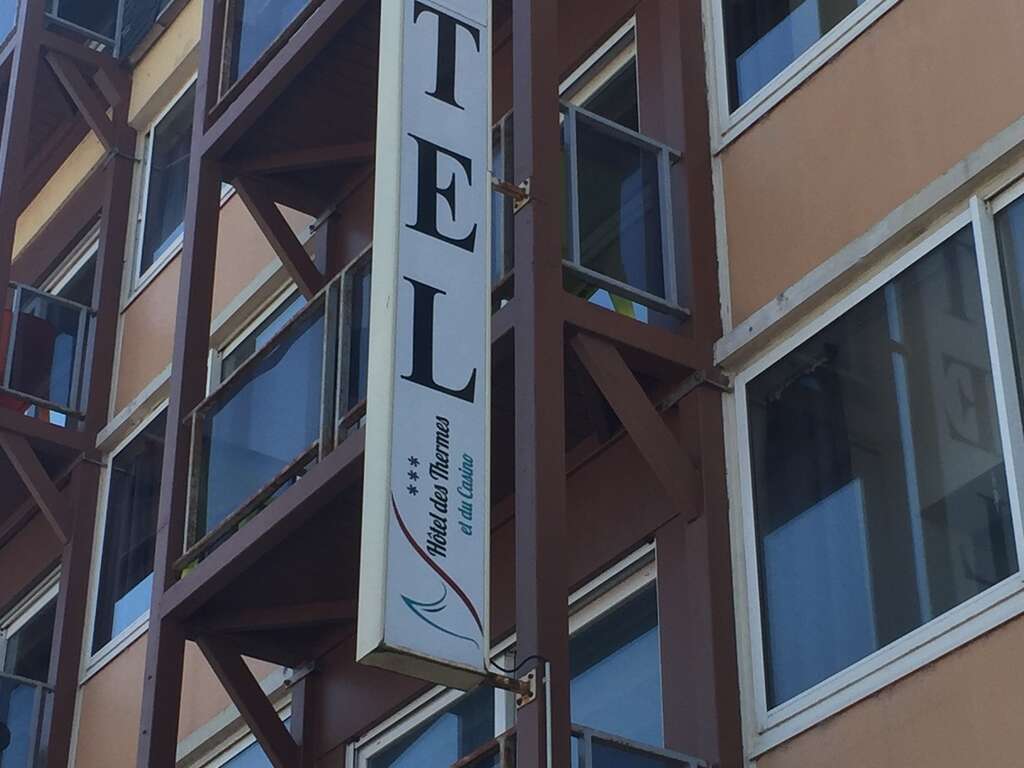 TEL
***
Hôtel des Thermes
et du Casino